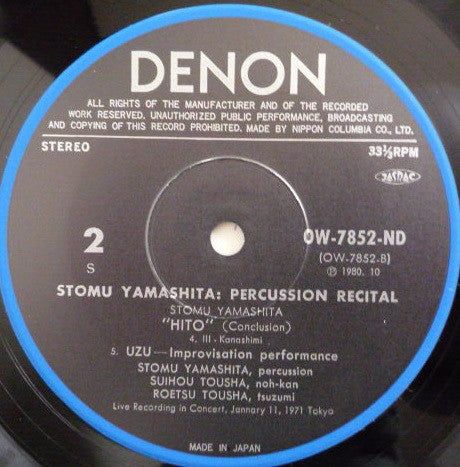 DENON
ALL RIGHTS OF THE MANUFACTURER AND OF THE RECORDED
WORK RESERVED. UNAUTHORIZED PUBLIC PERFORMANCE, BROADCASTING
AND COPYING OF THIS RECORD PROHIBITED. MADE BY NIPPON COLUMBIA CO., LTD.
STEREO
33⅓RPM
JASRAC
2
S
OW-7852-ND
(OW-7852-B)
Ⓟ 1980. 10
STOMU YAMASHITA: PERCUSSION RECITAL
STOMU YAMASHITA
"HITO" (Conclusion)
4. III - Kanashimi
5. UZU—Improvisation performance
STOMU YAMASHITA, percussion
SUIHOU TOUSHA, noh-kan
ROETSU TOUSHA, tsuzumi
Live Recording in Concert, January 11, 1971 Tokyo
MADE IN JAPAN